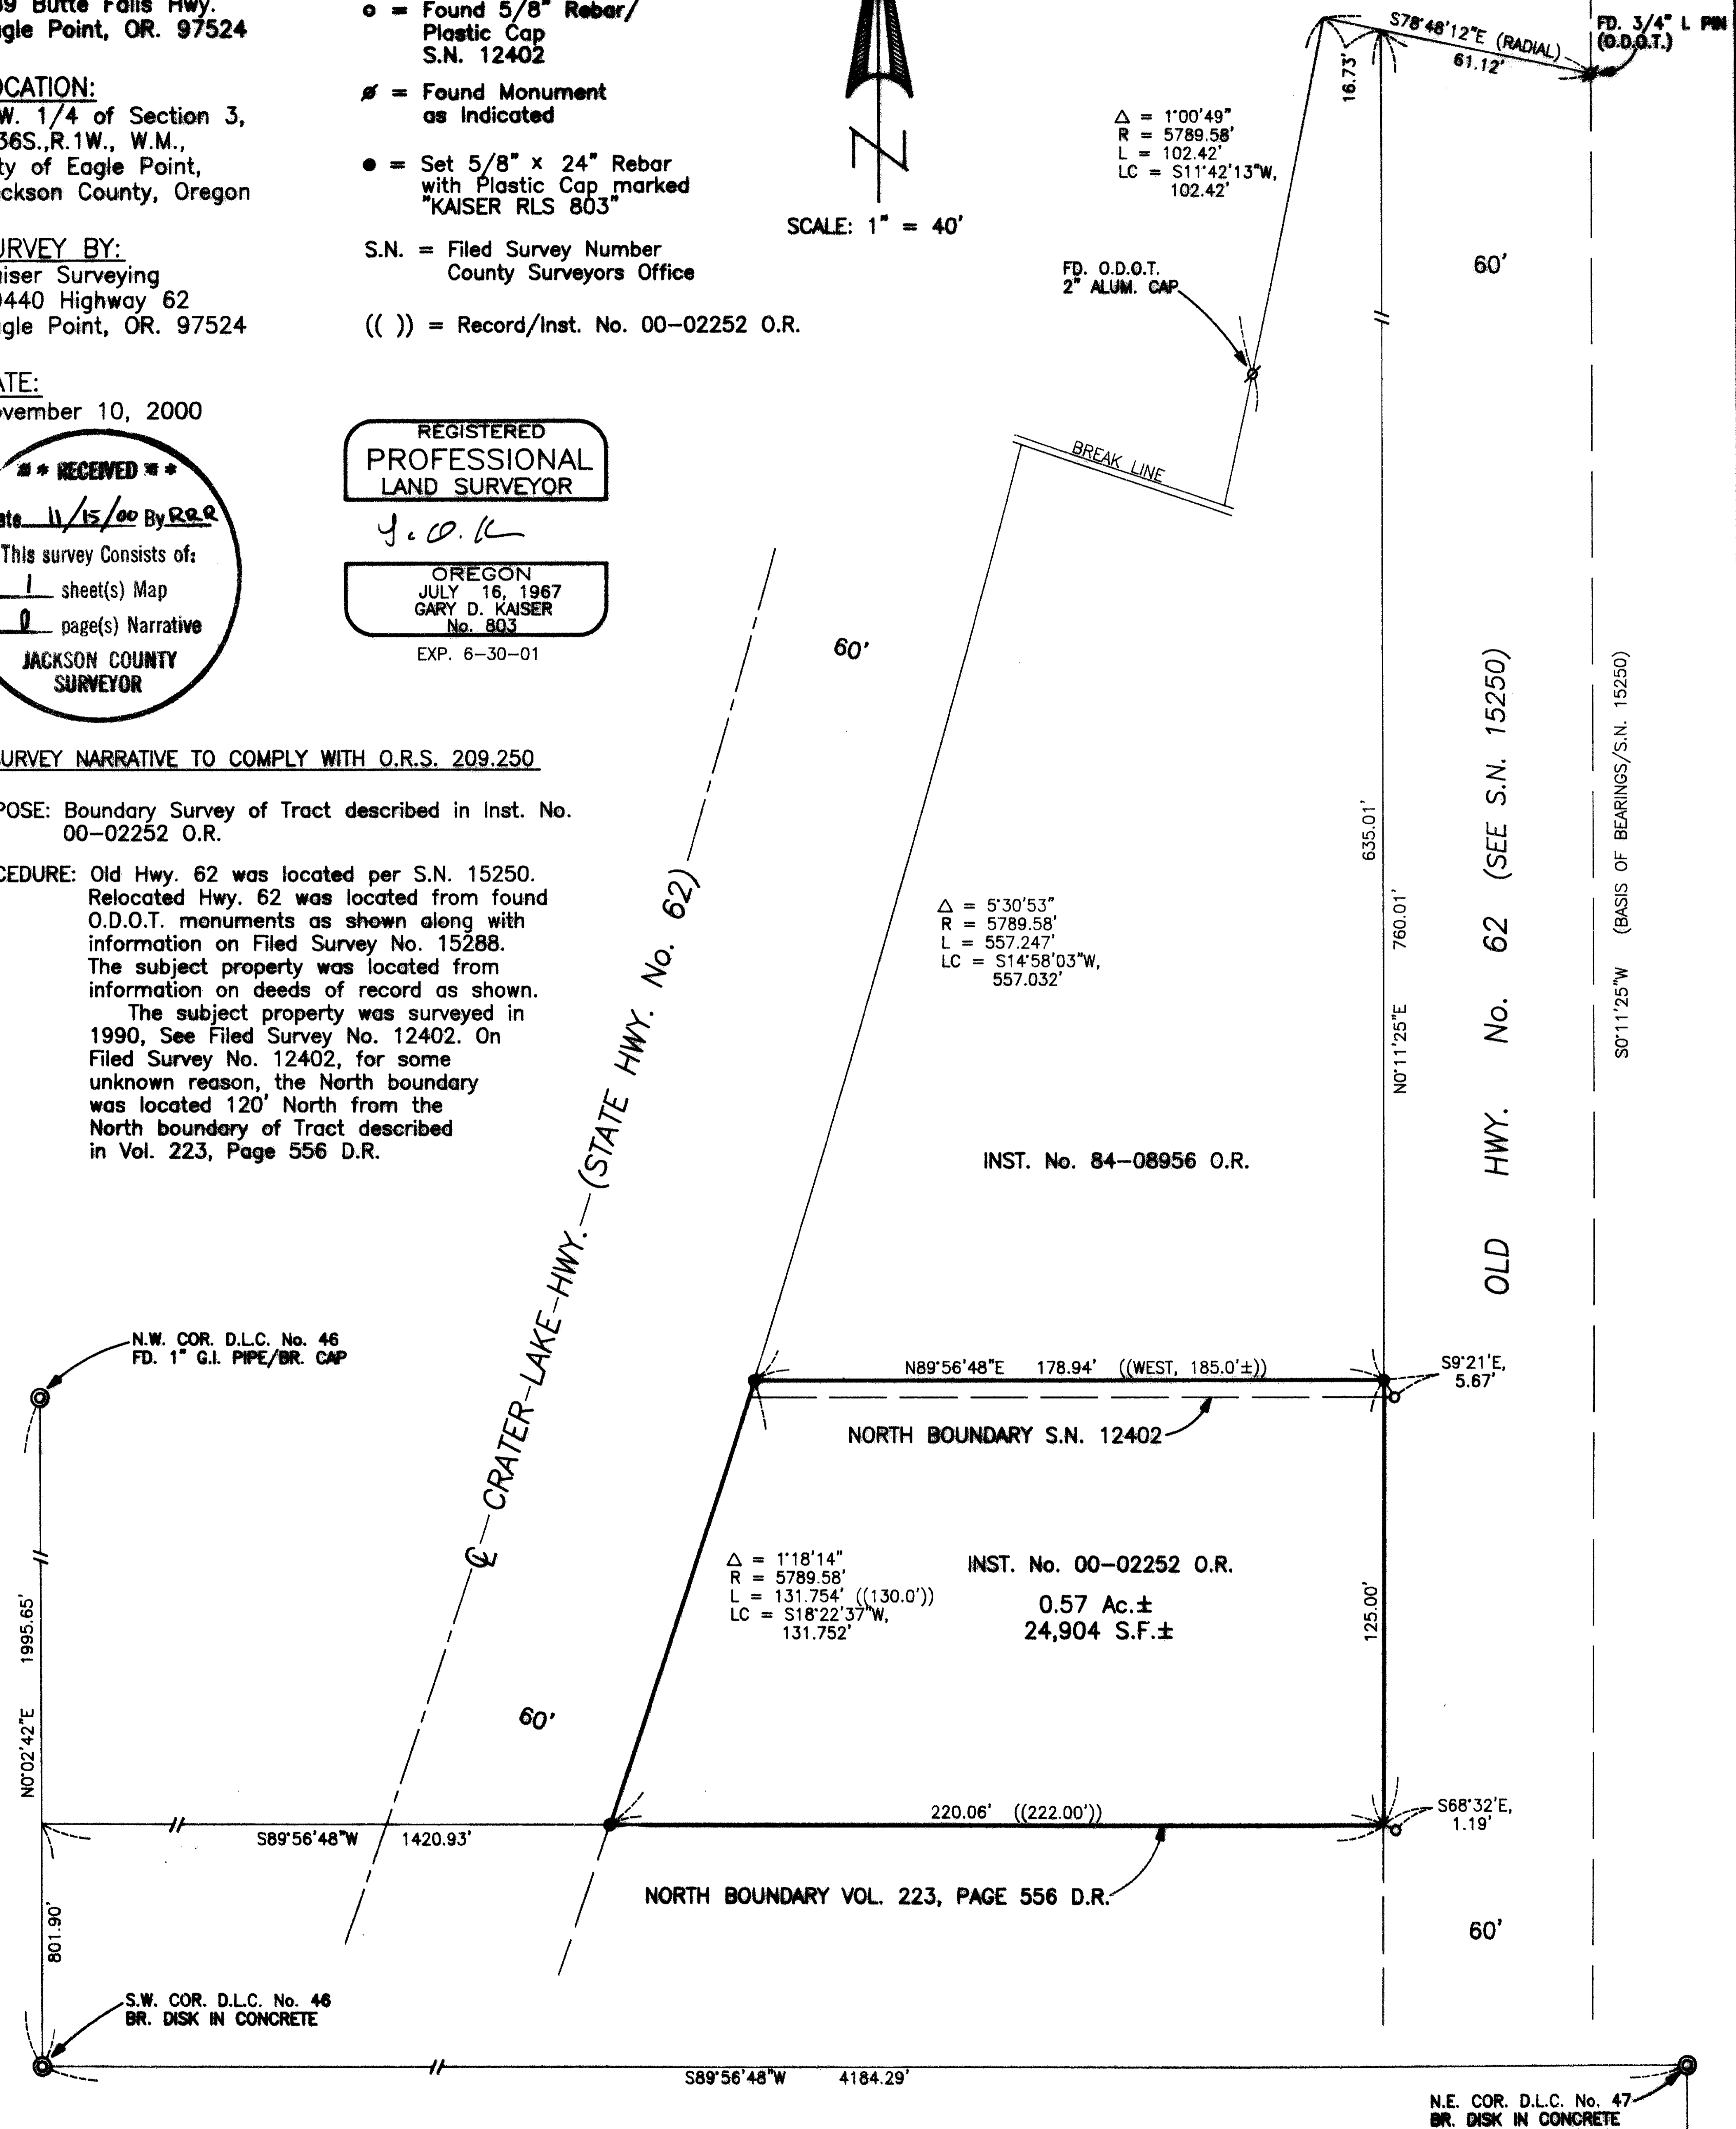 Butte Falls Hwy.
Eagle Point, OR. 97524
LOCATION:
W. 1/4 of Section 3,
36S.,R.1W., W.M.,
City of Eagle Point,
Jackson County, Oregon
SURVEY BY:
Kaiser Surveying
Highway 62
Eagle Point, OR. 97524
DATE:
November 10, 2000
* * RECEIVED * *
Date 11/15/00 By RRR
This survey Consists of:
1 sheet(s) Map
0 page(s) Narrative
JACKSON COUNTY
SURVEYOR
o = Found 5/8" Rebar/
Plastic Cap
S.N. 12402
ø = Found Monument
as Indicated
● = Set 5/8" x 24" Rebar
with Plastic Cap marked
"KAISER RLS 803"
S.N. = Filed Survey Number
County Surveyors Office
(( )) = Record/Inst. No. 00-02252 O.R.
REGISTERED
PROFESSIONAL
LAND SURVEYOR
OREGON
JULY 16, 1967
GARY D. KAISER
No. 803
EXP. 6-30-01
N
SCALE: 1" = 40'
SURVEY NARRATIVE TO COMPLY WITH O.R.S. 209.250
PURPOSE: Boundary Survey of Tract described in Inst. No.
00-02252 O.R.
PROCEDURE: Old Hwy. 62 was located per S.N. 15250.
Relocated Hwy. 62 was located from found
O.D.O.T. monuments as shown along with
information on Filed Survey No. 15288.
The subject property was located from
information on deeds of record as shown.
The subject property was surveyed in
1990, See Filed Survey No. 12402. On
Filed Survey No. 12402, for some
unknown reason, the North boundary
was located 120' North from the
North boundary of Tract described
in Vol. 223, Page 556 D.R.
S78°48'12"E (RADIAL)
61.12'
FD. 3/4" L PIN
(O.D.O.T.)
16.73'
Δ = 1°00'49"
R = 5789.58'
L = 102.42'
LC = S11°42'13"W,
102.42'
60'
FD. O.D.O.T.
2" ALUM. CAP
BREAK LINE
60'
635.01'
760.01'
N0°11'25"E
OLD HWY. No. 62 (SEE S.N. 15250)
S0°11'25"W (BASIS OF BEARINGS/S.N. 15250)
Δ = 5°30'53"
R = 5789.58'
L = 557.247'
LC = S14°58'03"W,
557.032'
INST. No. 84-08956 O.R.
℄ CRATER LAKE HWY. (STATE HWY. No. 62)
N.W. COR. D.L.C. No. 46
FD. 1" G.I. PIPE/BR. CAP
N89°56'48"E 178.94' ((WEST, 185.0'±))
S9°21'E,
5.67'
NORTH BOUNDARY S.N. 12402
Δ = 1°18'14"
R = 5789.58'
L = 131.754' ((130.0'))
LC = S18°22'37"W,
131.752'
INST. No. 00-02252 O.R.
0.57 Ac.±
24,904 S.F.±
125.00'
N0°02'42"E 1995.65'
60'
220.06' ((222.00'))
S68°32'E,
1.19'
S89°56'48"W 1420.93'
NORTH BOUNDARY VOL. 223, PAGE 556 D.R.
801.90'
60'
S.W. COR. D.L.C. No. 46
BR. DISK IN CONCRETE
S89°56'48"W 4184.29'
N.E. COR. D.L.C. No. 47
BR. DISK IN CONCRETE